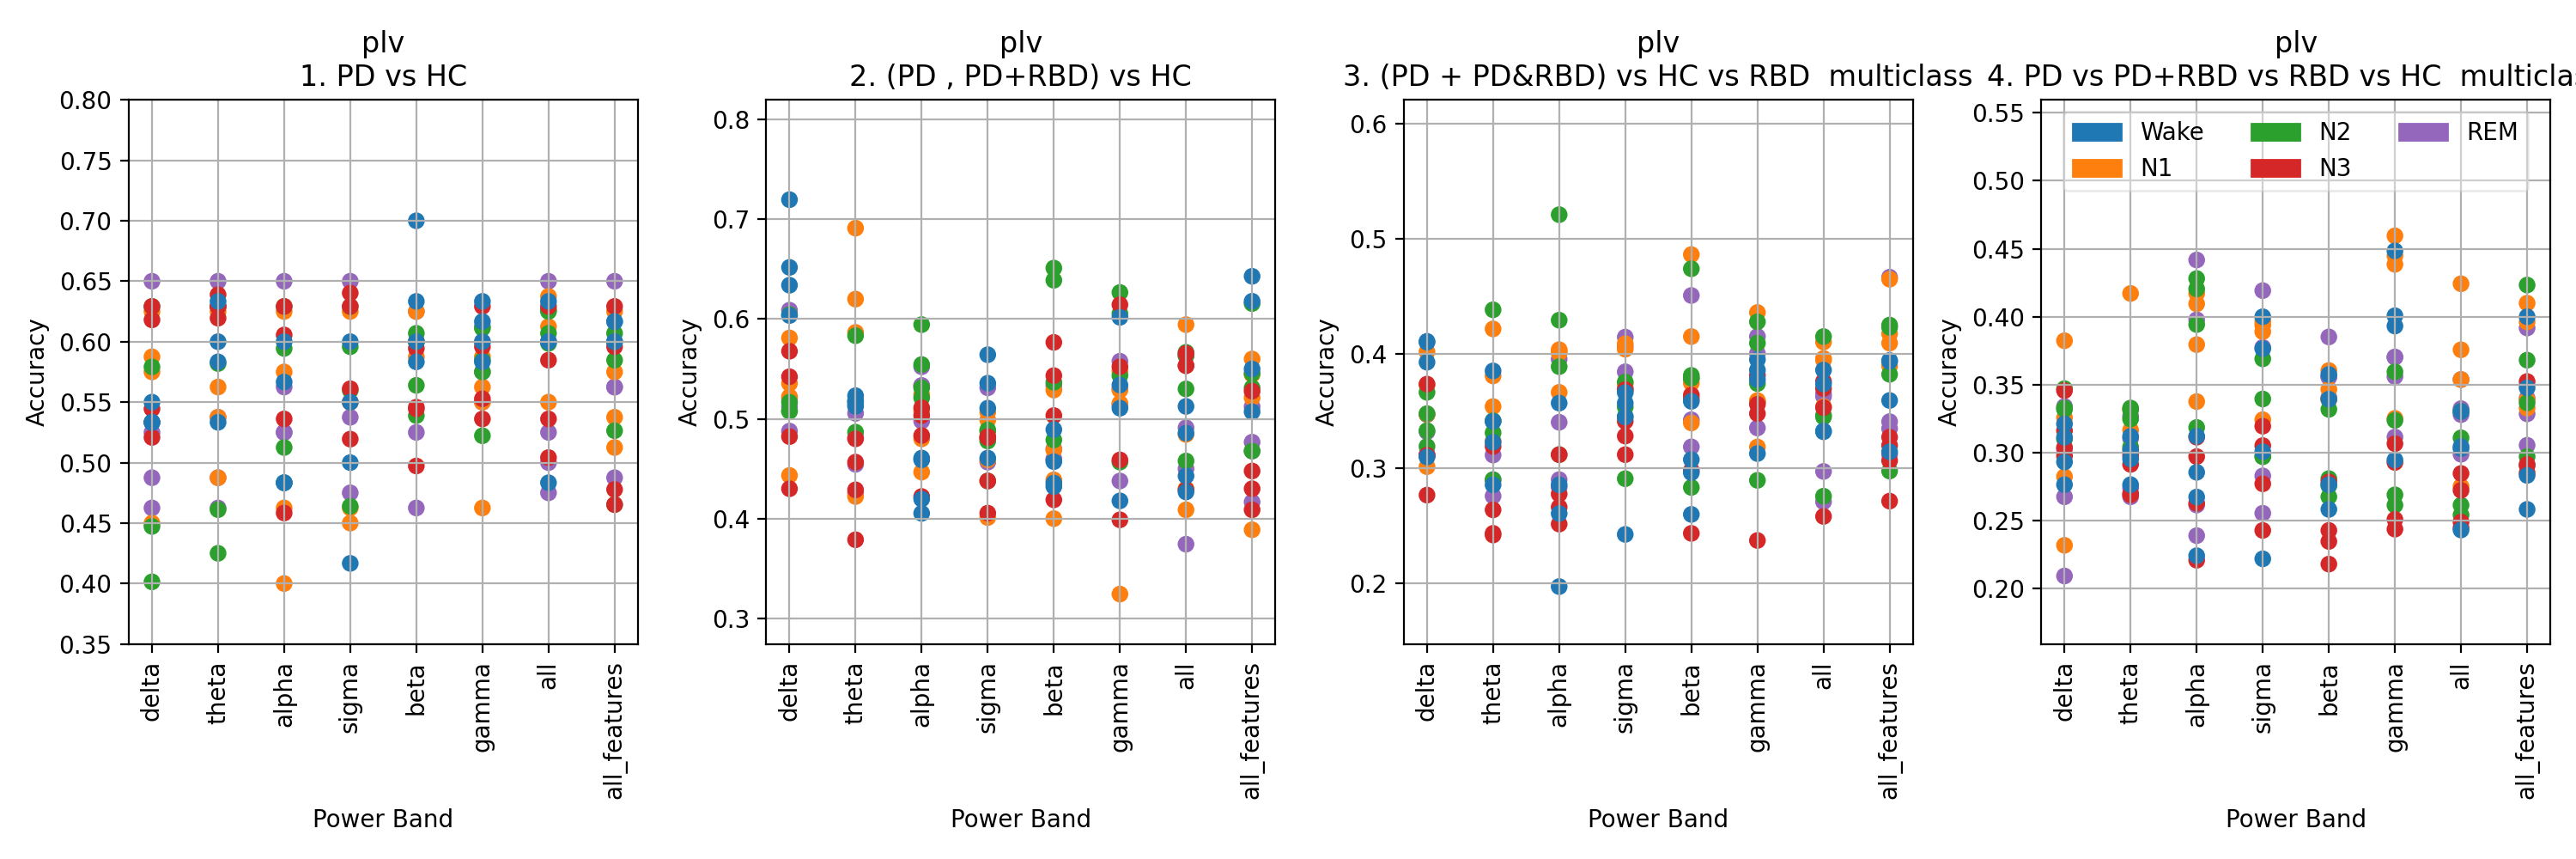 plv
1. PD vs HC
Accuracy
0.80
0.75
0.70
0.65
0.60
0.55
0.50
0.45
0.40
0.35
delta
theta
alpha
sigma
beta
gamma
all
all_features
Power Band
plv
2. (PD , PD+RBD) vs HC
Accuracy
0.8
0.7
0.6
0.5
0.4
0.3
delta
theta
alpha
sigma
beta
gamma
all
all_features
Power Band
plv
3. (PD + PD&RBD) vs HC vs RBD  multiclass
Accuracy
0.6
0.5
0.4
0.3
0.2
delta
theta
alpha
sigma
beta
gamma
all
all_features
Power Band
plv
4. PD vs PD+RBD vs RBD vs HC  multicla
Accuracy
0.55
0.50
0.45
0.40
0.35
0.30
0.25
0.20
Wake
N1
N2
N3
REM
delta
theta
alpha
sigma
beta
gamma
all
all_features
Power Band